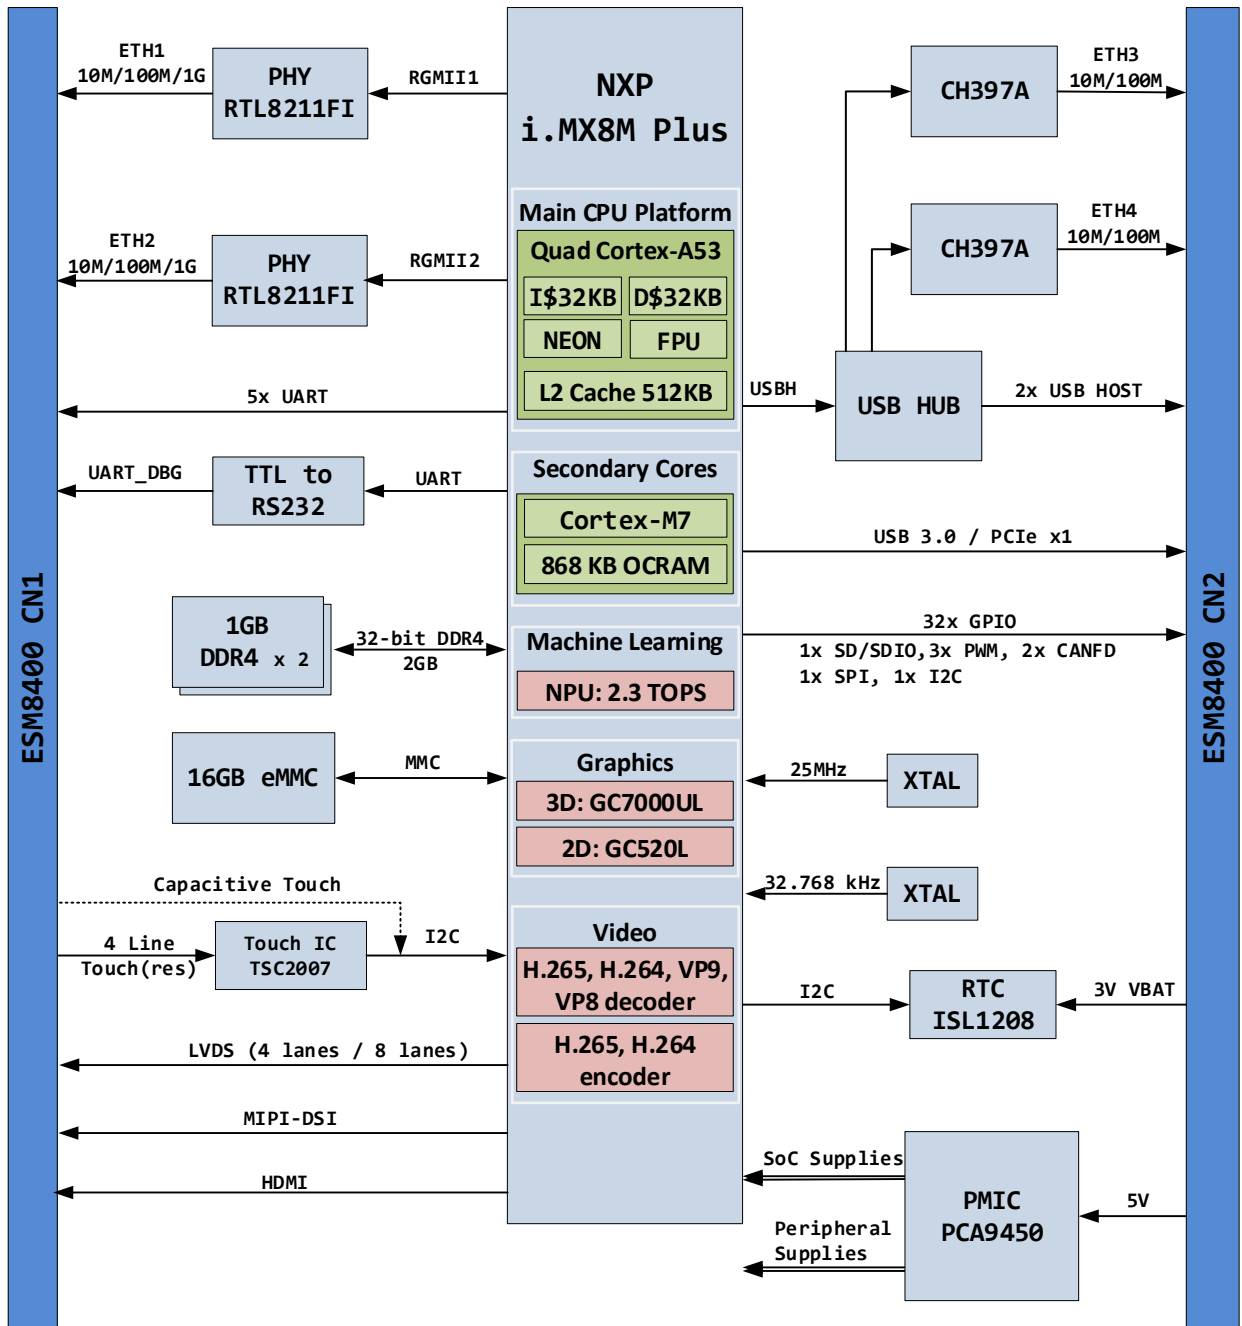 ESM8400 CN1
ETH1
10M/100M/1G
PHY
RTL8211FI
RGMII1
ETH2
10M/100M/1G
PHY
RTL8211FI
RGMII2
5x UART
UART_DBG
TTL to
RS232
UART
1GB
DDR4 x 2
32-bit DDR4
2GB
16GB eMMC
MMC
Capacitive Touch
4 Line
Touch(res)
Touch IC
TSC2007
I2C
LVDS (4 lanes / 8 lanes)
MIPI-DSI
HDMI
NXP
i.MX8M Plus
Main CPU Platform
Quad Cortex-A53
I$32KB
D$32KB
NEON
FPU
L2 Cache 512KB
Secondary Cores
Cortex-M7
868 KB OCRAM
Machine Learning
NPU: 2.3 TOPS
Graphics
3D: GC7000UL
2D: GC520L
Video
H.265, H.264, VP9,
VP8 decoder
H.265, H.264
encoder
CH397A
ETH3
10M/100M
CH397A
ETH4
10M/100M
USBH
USB HUB
2x USB HOST
USB 3.0 / PCIe x1
32x GPIO
1x SD/SDIO,3x PWM, 2x CANFD
1x SPI, 1x I2C
25MHz
XTAL
32.768 kHz
XTAL
I2C
RTC
ISL1208
3V VBAT
SoC Supplies
Peripheral
Supplies
PMIC
PCA9450
5V
ESM8400 CN2